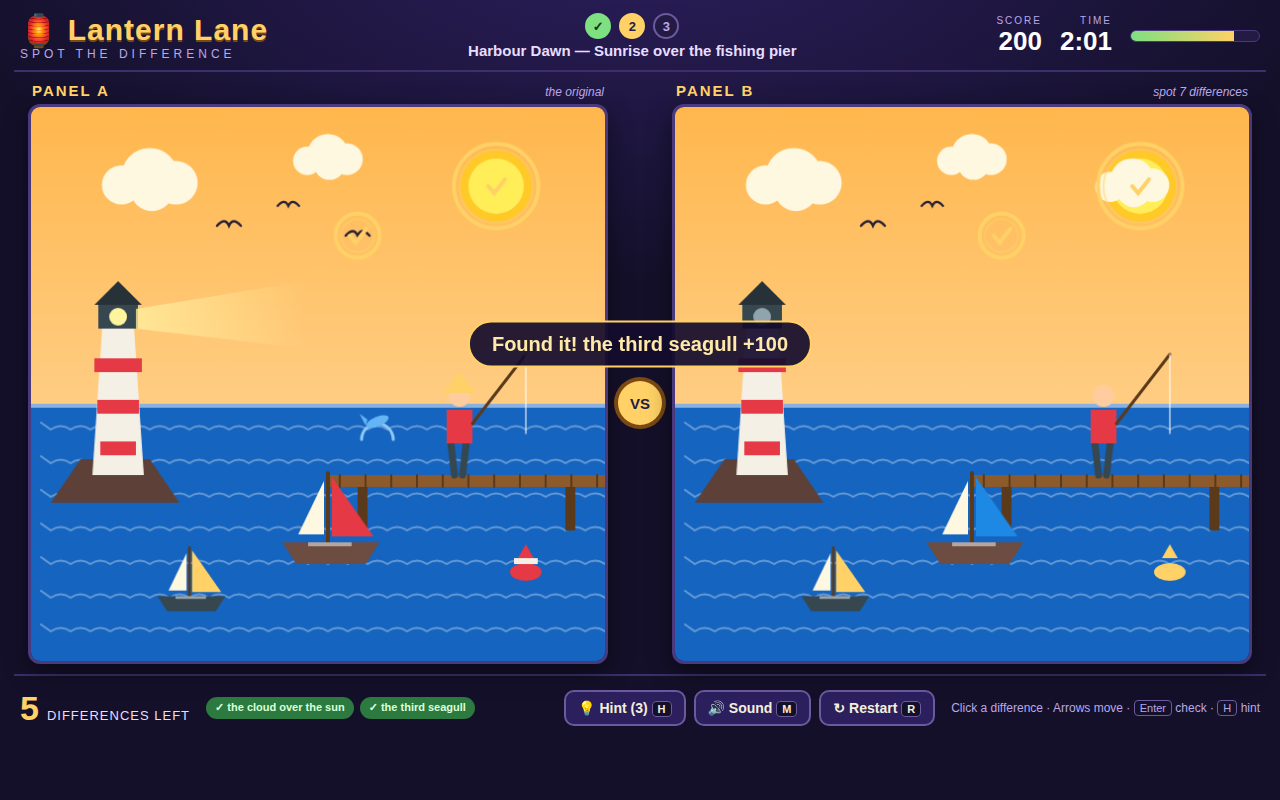 Lantern Lane
SPOT THE DIFFERENCE
✓ 2 3
Harbour Dawn — Sunrise over the fishing pier
SCORE
200
TIME
2:01
PANEL A
the original
PANEL B
spot 7 differences
Found it! the third seagull +100
VS
5 DIFFERENCES LEFT
✓ the cloud over the sun
✓ the third seagull
💡 Hint (3) H
🔊 Sound M
↻ Restart R
Click a difference · Arrows move · Enter check · H hint